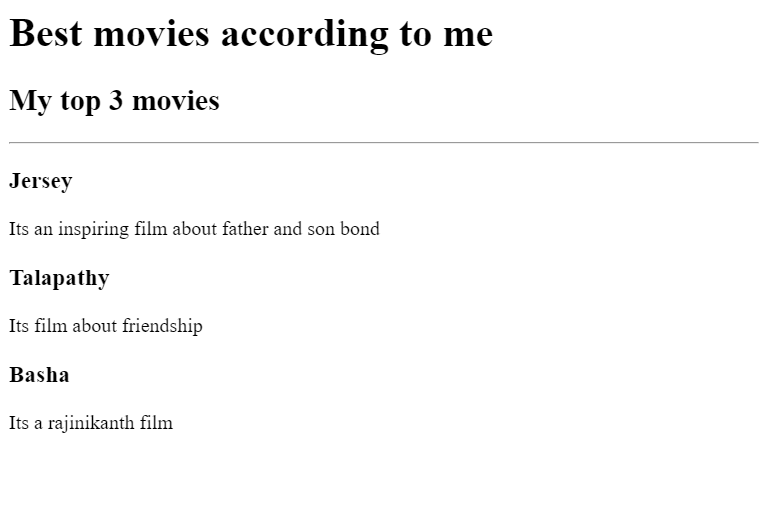 Best movies according to me
My top 3 movies
Jersey
Its an inspiring film about father and son bond
Talapathy
Its film about friendship
Basha
Its a rajinikanth film